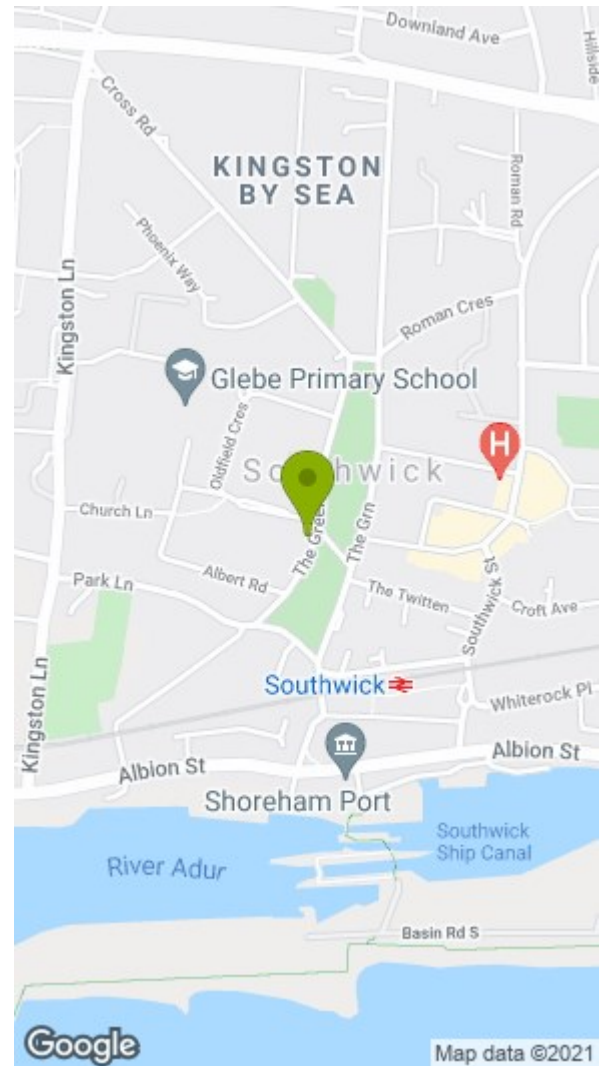 Downland Ave
Hillside
Cross Rd
KINGSTON
BY SEA
Roman Rd
Phoenix Way
Kingston Ln
Roman Cres
Glebe Primary School
Oldfield Cres
Southwick
H
Church Ln
The Green
The Grn
Albert Rd
Park Ln
The Twitten
Southwick St
Croft Ave
Southwick
Kingston Ln
Whiterock Pl
Albion St
Albion St
Shoreham Port
River Adur
Southwick
Ship Canal
Basin Rd S
Google
Map data ©2021